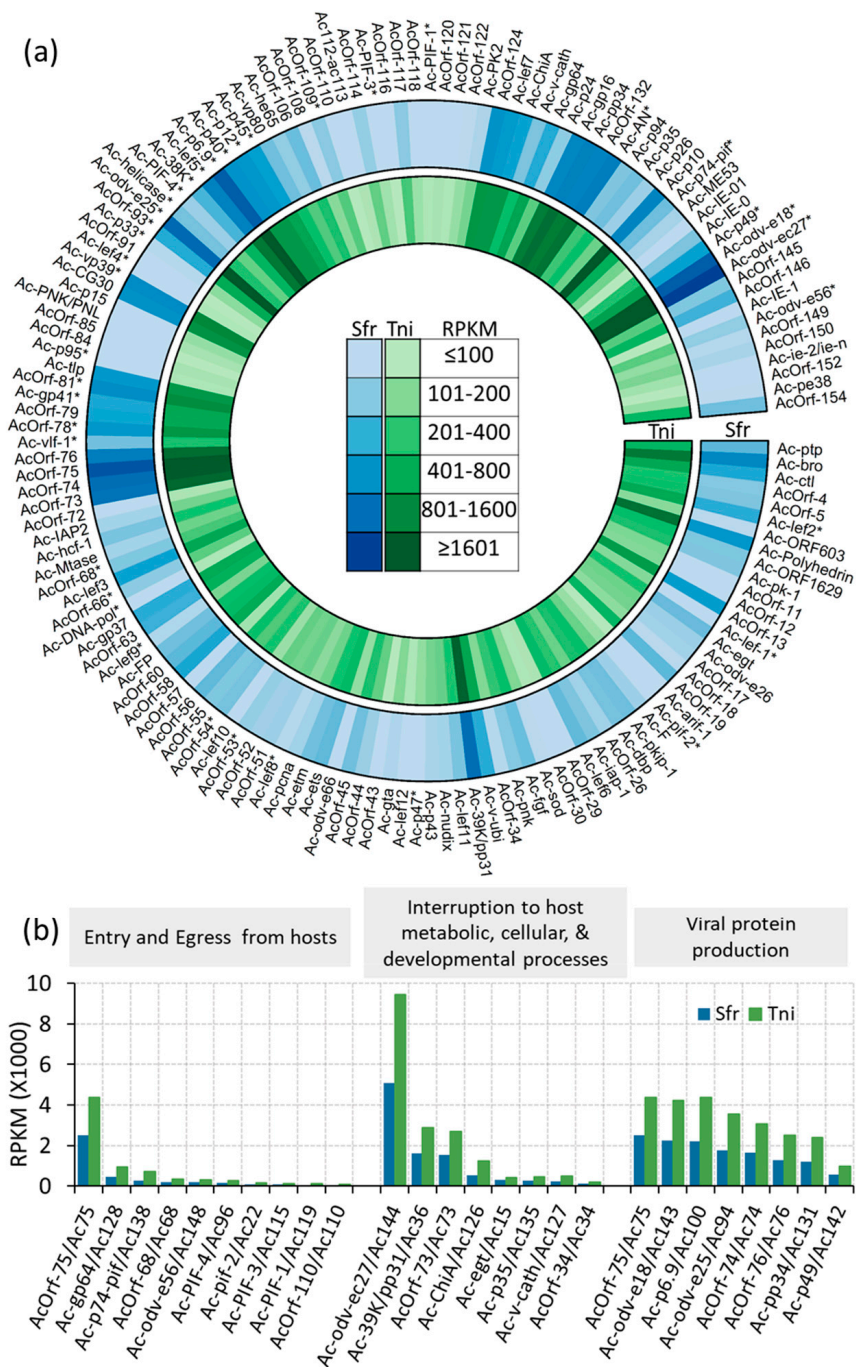 (a)
Ac-ptp
Ac-bro
Ac-ctl
AcOrf-4
AcOrf-5
Ac-lef2*
Ac-ORF603
Ac-Polyhedrin
Ac-ORF1629
Ac-pk-1
AcOrf-11
AcOrf-12
AcOrf-13
Ac-lef-1*
Ac-egt
Ac-odv-e26
AcOrf-17
AcOrf-18
AcOrf-19
Ac-arif-1
Ac-pif-2*
Ac-F
Ac-pkip-1
Ac-dbp
AcOrf-26
Ac-iap-1
Ac-lef6
AcOrf-29
AcOrf-30
Ac-sod
Ac-fgf
Ac-pnk
AcOrf-34
Ac-v-ubi
Ac-39K/pp31
Ac-lef11
Ac-nudix
Ac-p43
Ac-p47*
Ac-lef12
Ac-gta
AcOrf-43
AcOrf-44
AcOrf-45
Ac-odv-e66
Ac-ets
Ac-etm
Ac-pcna
Ac-lef8*
AcOrf-51
AcOrf-52
AcOrf-53*
Ac-lef10
AcOrf-54*
AcOrf-55
AcOrf-56
AcOrf-57
AcOrf-58
AcOrf-60
Ac-FP
Ac-lef9*
AcOrf-63
Ac-gp37
Ac-DNA-pol*
AcOrf-66*
Ac-lef3
AcOrf-68*
Ac-Mtase
Ac-hcf-1
Ac-IAP2
AcOrf-72
AcOrf-73
AcOrf-74
AcOrf-75
AcOrf-76
Ac-vlf-1*
AcOrf-78*
AcOrf-79
Ac-gp41*
AcOrf-81*
Ac-tlp
Ac-p95*
AcOrf-84
AcOrf-85
Ac-PNK/PNL
Ac-p15
Ac-CG30
Ac-vp39*
Ac-lef4*
AcOrf-91
Ac-p33*
AcOrf-93*
Ac-odv-e25*
Ac-helicase*
Ac-PIF-4*
Ac-38K*
Ac-lef5*
Ac-p6.9*
Ac-p40*
Ac-p12*
Ac-p45*
Ac-vp80
Ac-he65
AcOrf-106
AcOrf-108
AcOrf-109*
AcOrf-110
Ac112-ac113
AcOrf-114
Ac-PIF-3*
AcOrf-116
AcOrf-117
AcOrf-118
Ac-PIF-1*
AcOrf-120
AcOrf-121
AcOrf-122
Ac-PK2
AcOrf-124
Ac-lef7
Ac-ChiA
Ac-v-cath
Ac-gp64
Ac-p24
Ac-gp16
Ac-pp34
AcOrf-132
Ac-AN*
Ac-p94
Ac-p35
Ac-p26
Ac-p10
Ac-p74-pif*
Ac-ME53
Ac-IE-01
Ac-IE-0
Ac-p49*
Ac-odv-e18*
Ac-odv-ec27*
AcOrf-145
AcOrf-146
Ac-IE-1
Ac-odv-e56*
AcOrf-149
AcOrf-150
Ac-ie-2/ie-n
AcOrf-152
Ac-pe38
AcOrf-154
Tni Sfr
Sfr Tni RPKM
≤100
101-200
201-400
401-800
801-1600
≥1601
(b)
Entry and Egress from hosts
Interruption to host
metabolic, cellular, &
developmental processes
Viral protein
production
RPKM (X1000)
10
8
6
4
2
0
Sfr Tni
AcOrf-75/Ac75
Ac-gp64/Ac128
Ac-p74-pif/Ac138
AcOrf-68/Ac68
Ac-odv-e56/Ac148
Ac-PIF-4/Ac96
Ac-pif-2/Ac22
Ac-PIF-3/Ac115
Ac-PIF-1/Ac119
AcOrf-110/Ac110
Ac-odv-ec27/Ac144
Ac-39K/pp31/Ac36
AcOrf-73/Ac73
Ac-ChiA/Ac126
Ac-egt/Ac15
Ac-p35/Ac135
Ac-v-cath/Ac127
AcOrf-34/Ac34
AcOrf-75/Ac75
Ac-odv-e18/Ac143
Ac-p6.9/Ac100
Ac-odv-e25/Ac94
AcOrf-74/Ac74
AcOrf-76/Ac76
Ac-pp34/Ac131
Ac-p49/Ac142